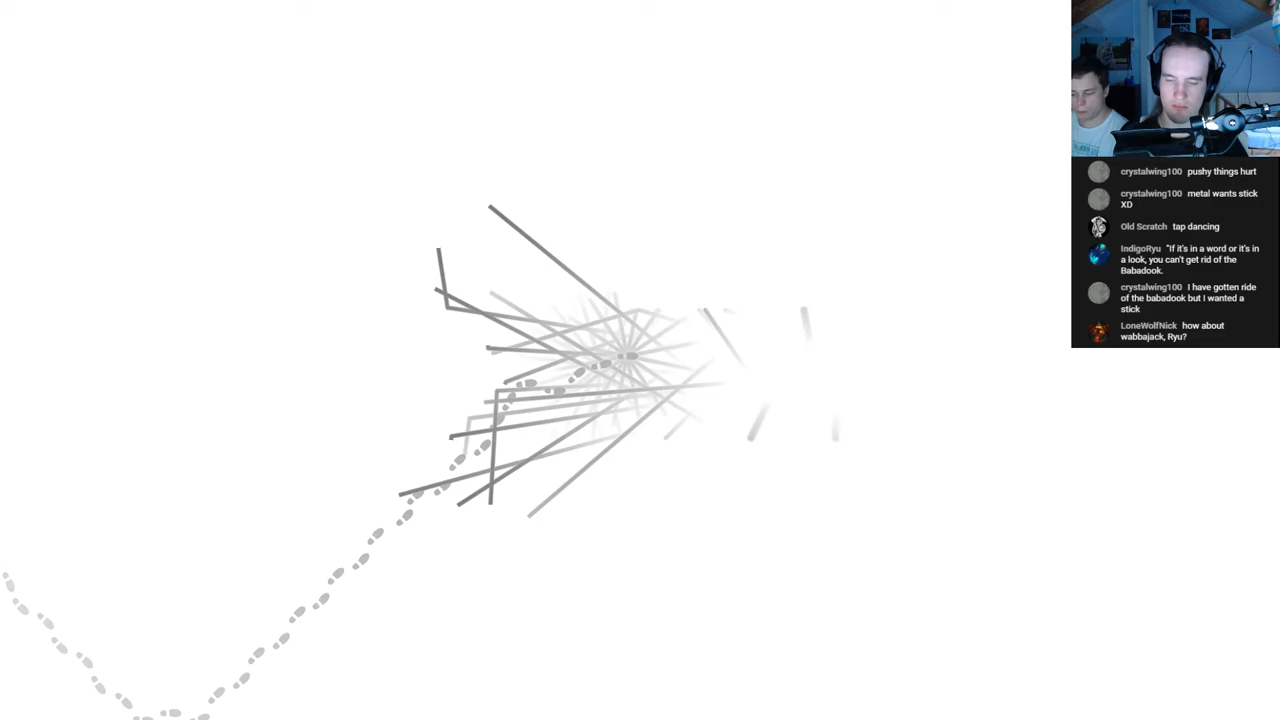 crystalwing100 pushy things hurt
crystalwing100 metal wants stick
XD
Old Scratch tap dancing
IndigoRyu "If it's in a word or it's in
a look, you can't get rid of the
Babadook.
crystalwing100 I have gotten ride
of the babadook but I wanted a
stick
LoneWolfNick how about
wabbajack, Ryu?